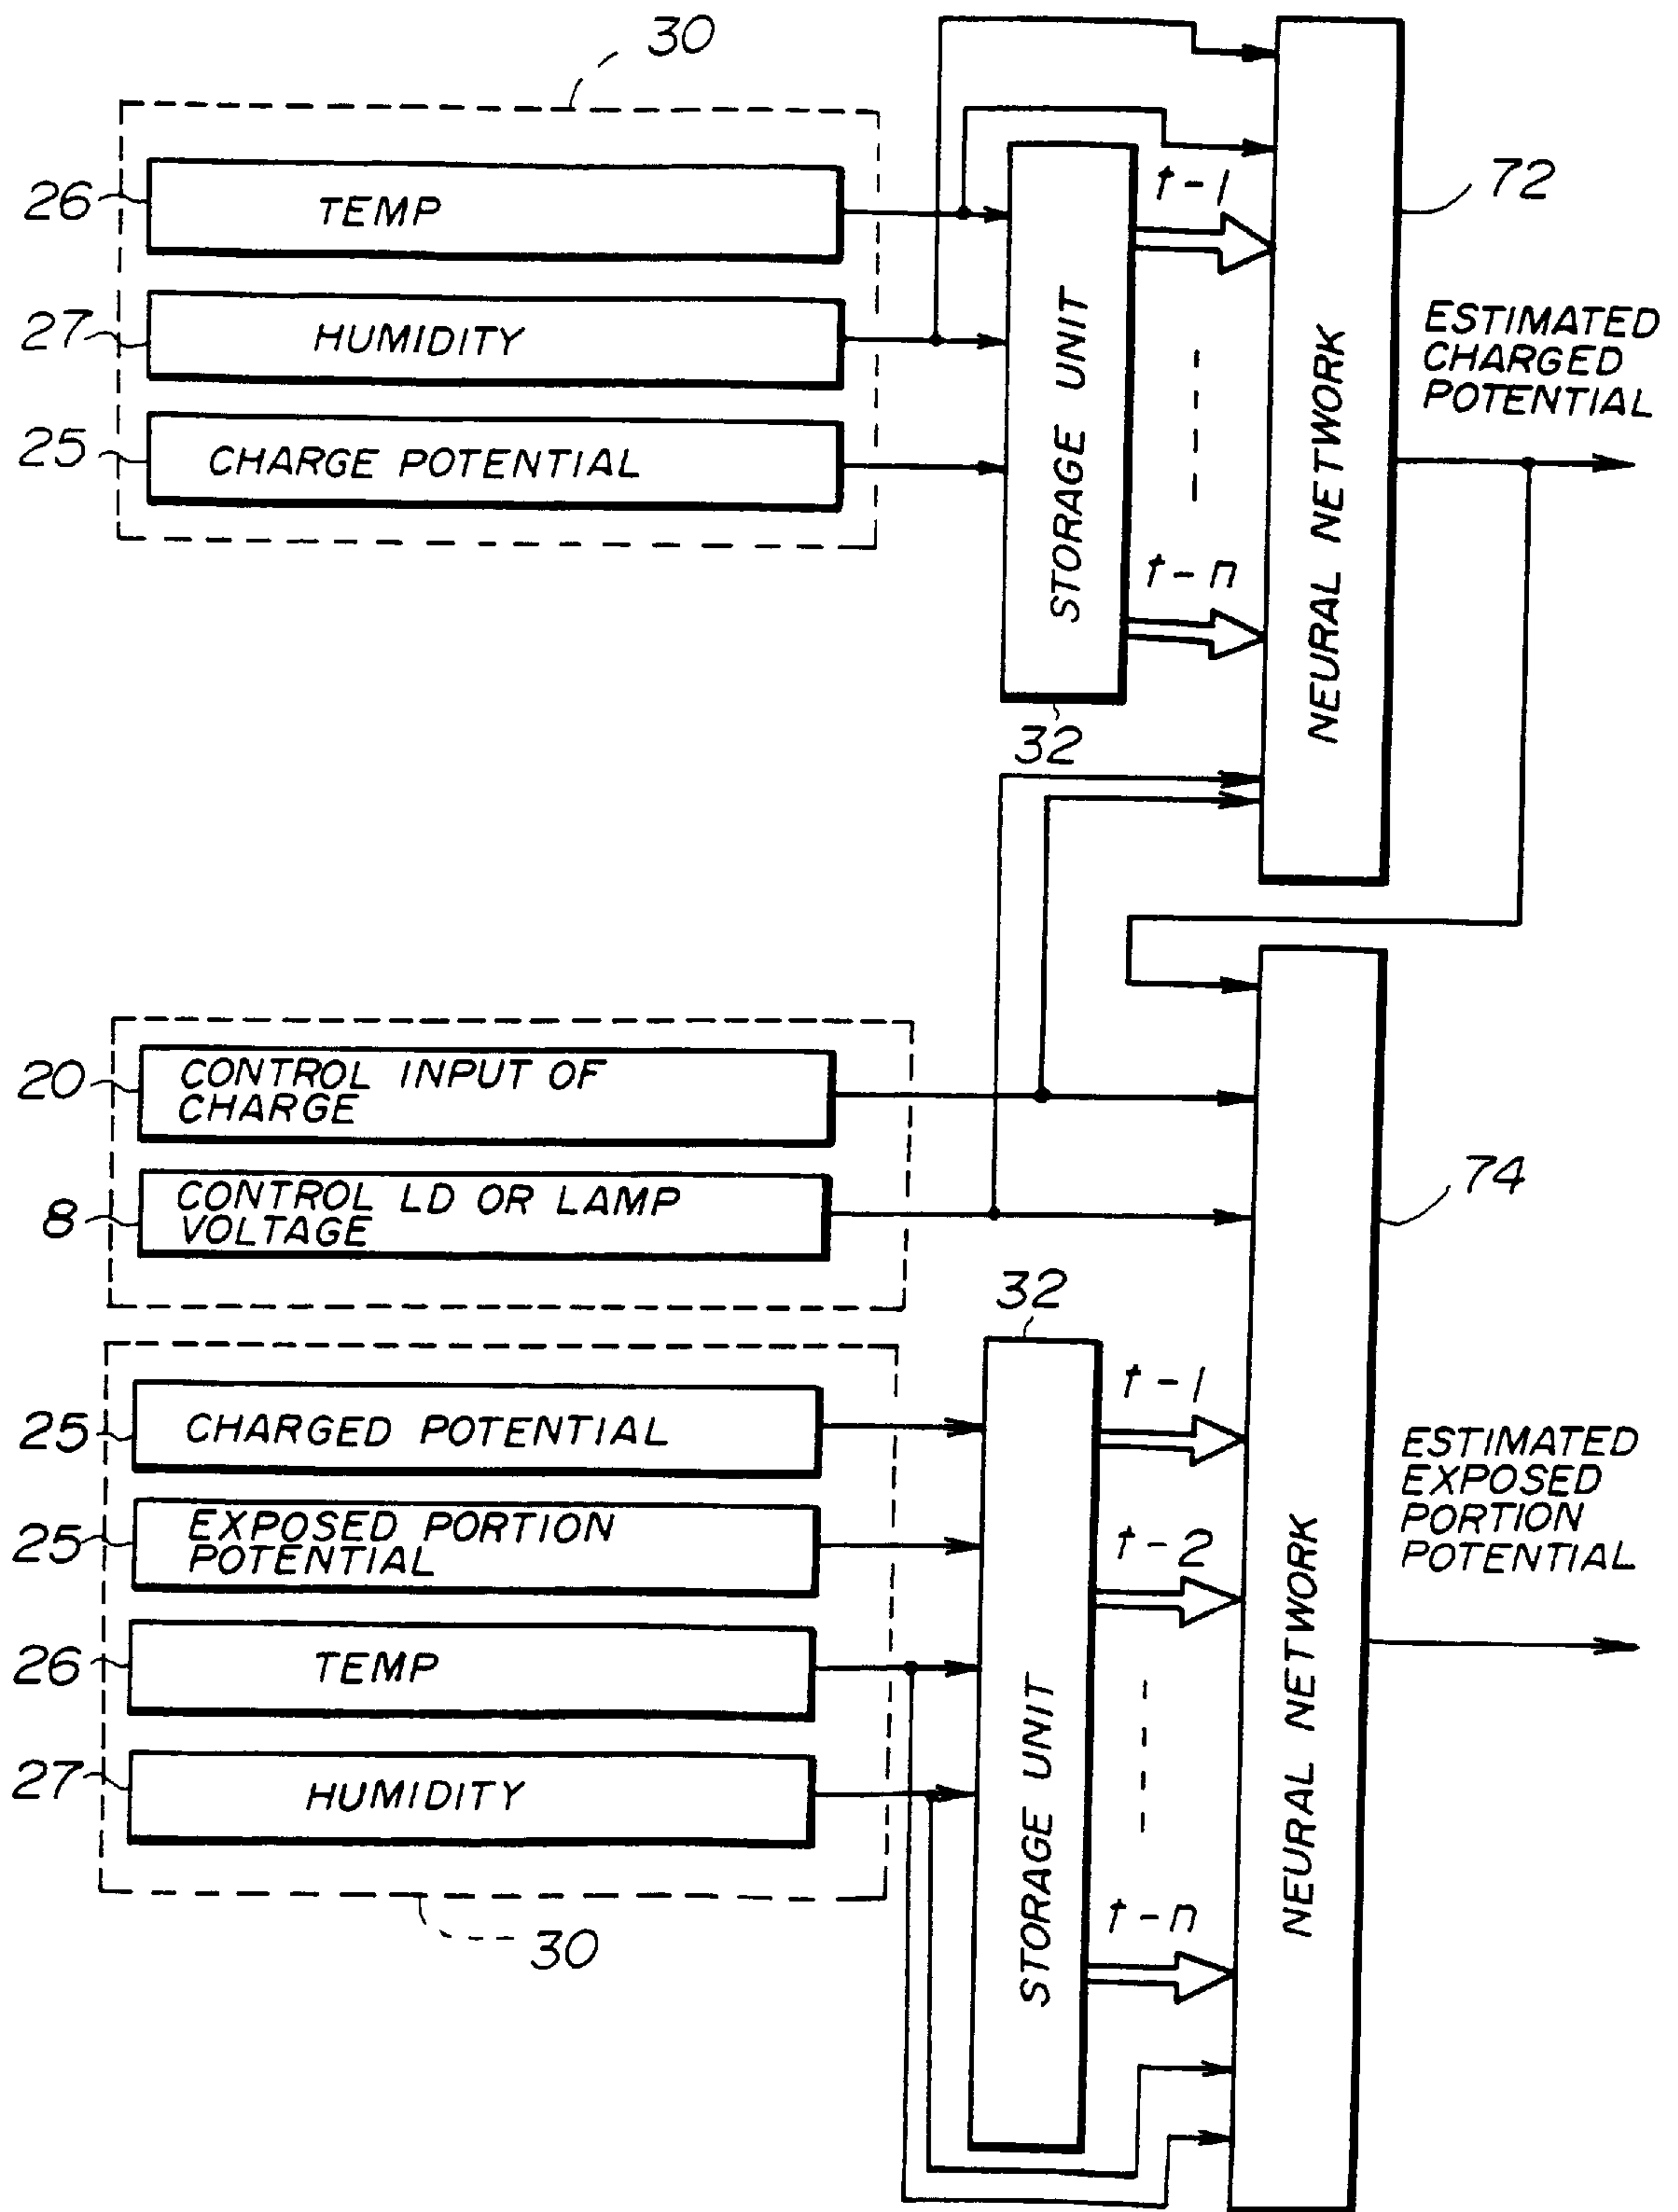 30
26
TEMP
27
HUMIDITY
25
CHARGE POTENTIAL
STORAGE UNIT
32
t-1
t-n
NEURAL NETWORK
72
ESTIMATED
CHARGED
POTENTIAL
20
CONTROL INPUT OF
CHARGE
8
CONTROL LD OR LAMP
VOLTAGE
74
32
25
CHARGED POTENTIAL
25
EXPOSED PORTION
POTENTIAL
26
TEMP
27
HUMIDITY
30
STORAGE UNIT
t-1
t-2
t-n
NEURAL NETWORK
ESTIMATED
EXPOSED
PORTION
POTENTIAL